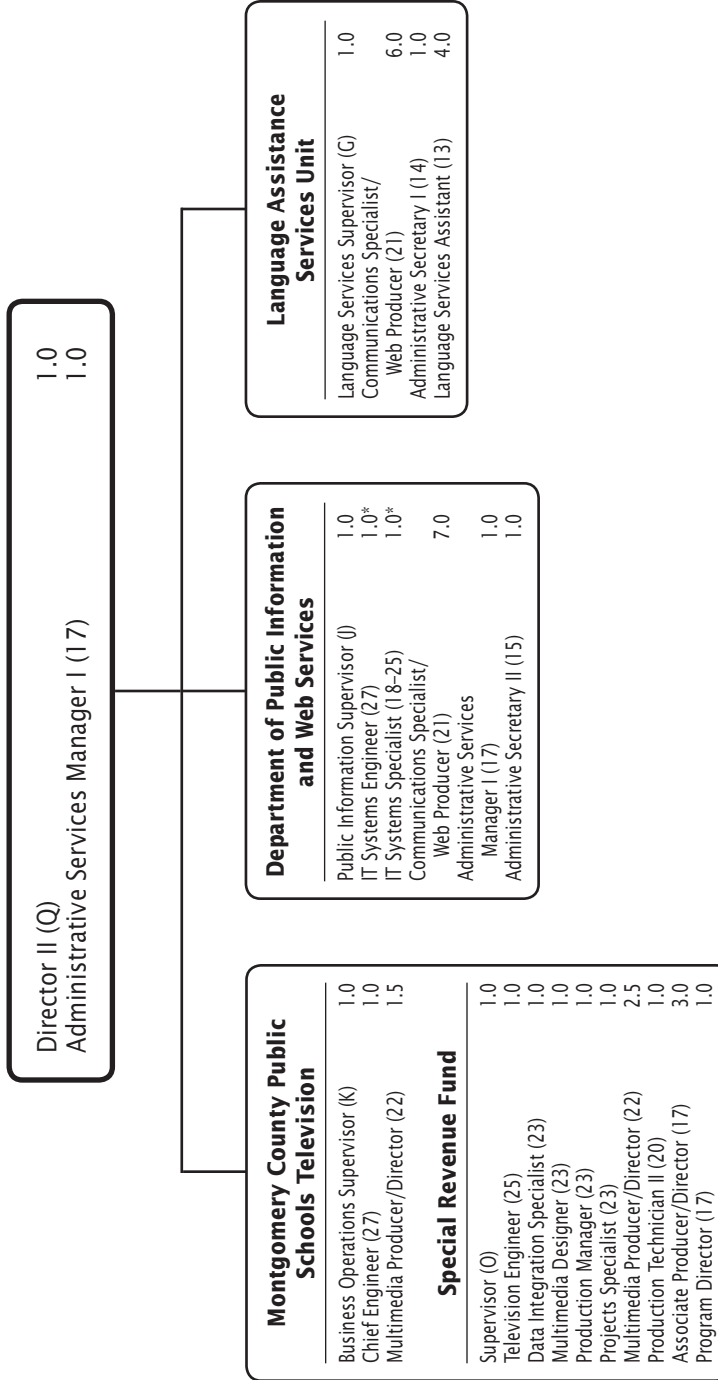 Director II (Q) 1.0
Administrative Services Manager I (17) 1.0
Montgomery County Public
Schools Television
Business Operations Supervisor (K) 1.0
Chief Engineer (27) 1.0
Multimedia Producer/Director (22) 1.5
Special Revenue Fund
Supervisor (O) 1.0
Television Engineer (25) 1.0
Data Integration Specialist (23) 1.0
Multimedia Designer (23) 1.0
Production Manager (23) 1.0
Projects Specialist (23) 1.0
Multimedia Producer/Director (22) 2.5
Production Technician II (20) 1.0
Associate Producer/Director (17) 3.0
Program Director (17) 1.0
Department of Public Information
and Web Services
Public Information Supervisor (J) 1.0
IT Systems Engineer (27) 1.0*
IT Systems Specialist (18–25) 1.0*
Communications Specialist/
Web Producer (21) 7.0
Administrative Services
Manager I (17) 1.0
Administrative Secretary II (15) 1.0
Language Assistance
Services Unit
Language Services Supervisor (G) 1.0
Communications Specialist/
Web Producer (21) 6.0
Administrative Secretary I (14) 1.0
Language Services Assistant (13) 4.0